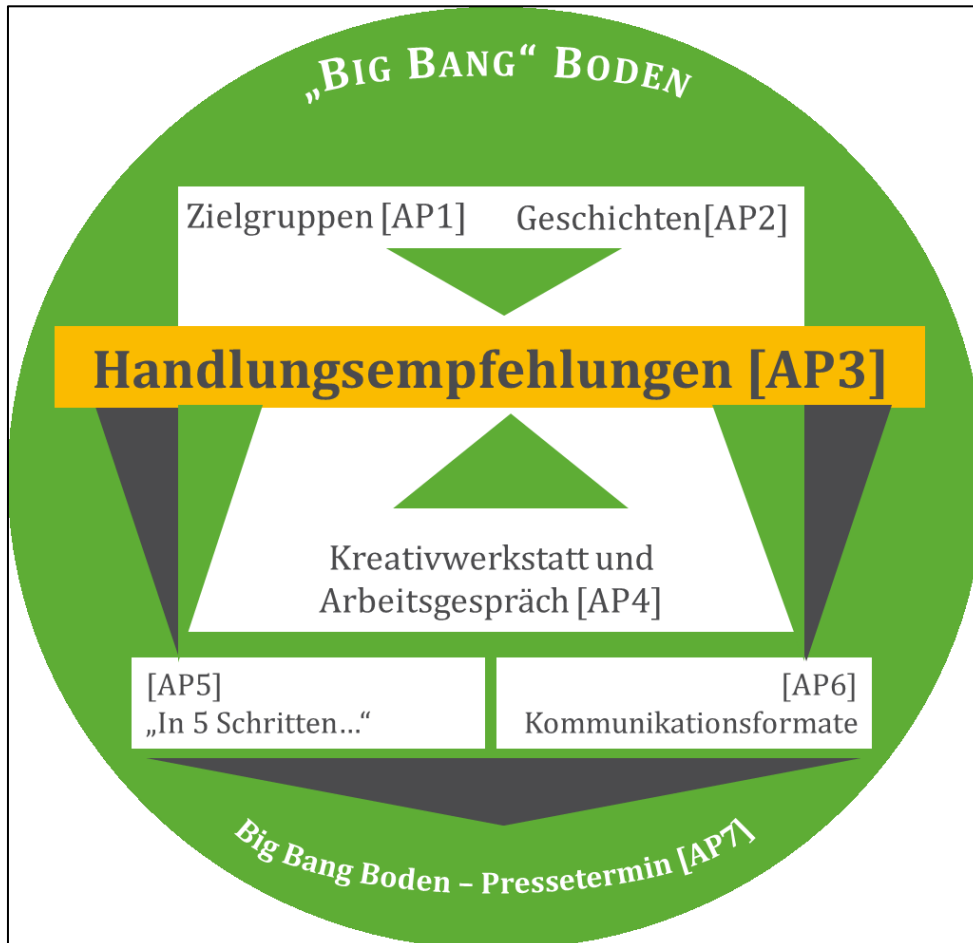 „BIG BANG“ BODEN
Zielgruppen [AP1]
Geschichten[AP2]
Handlungsempfehlungen [AP3]
Kreativwerkstatt und
Arbeitsgespräch [AP4]
[AP5]
„In 5 Schritten…“
[AP6]
Kommunikationsformate
Big Bang Boden – Pressetermin [AP7]